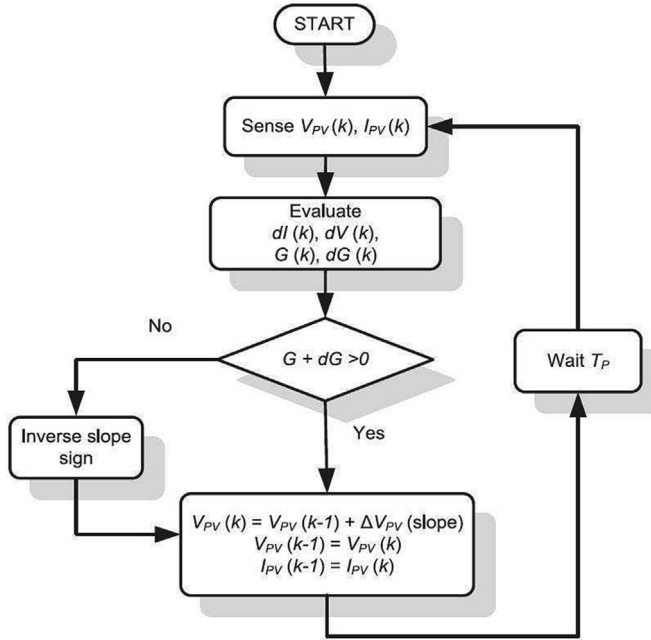 START
Sense V_PV (k), I_PV (k)
Evaluate
dI (k), dV (k),
G (k), dG (k)
No
G + dG >0
Wait T_P
Yes
Inverse slope
sign
V_PV (k) = V_PV (k-1) + ΔV_PV (slope)
V_PV (k-1) = V_PV (k)
I_PV (k-1) = I_PV (k)